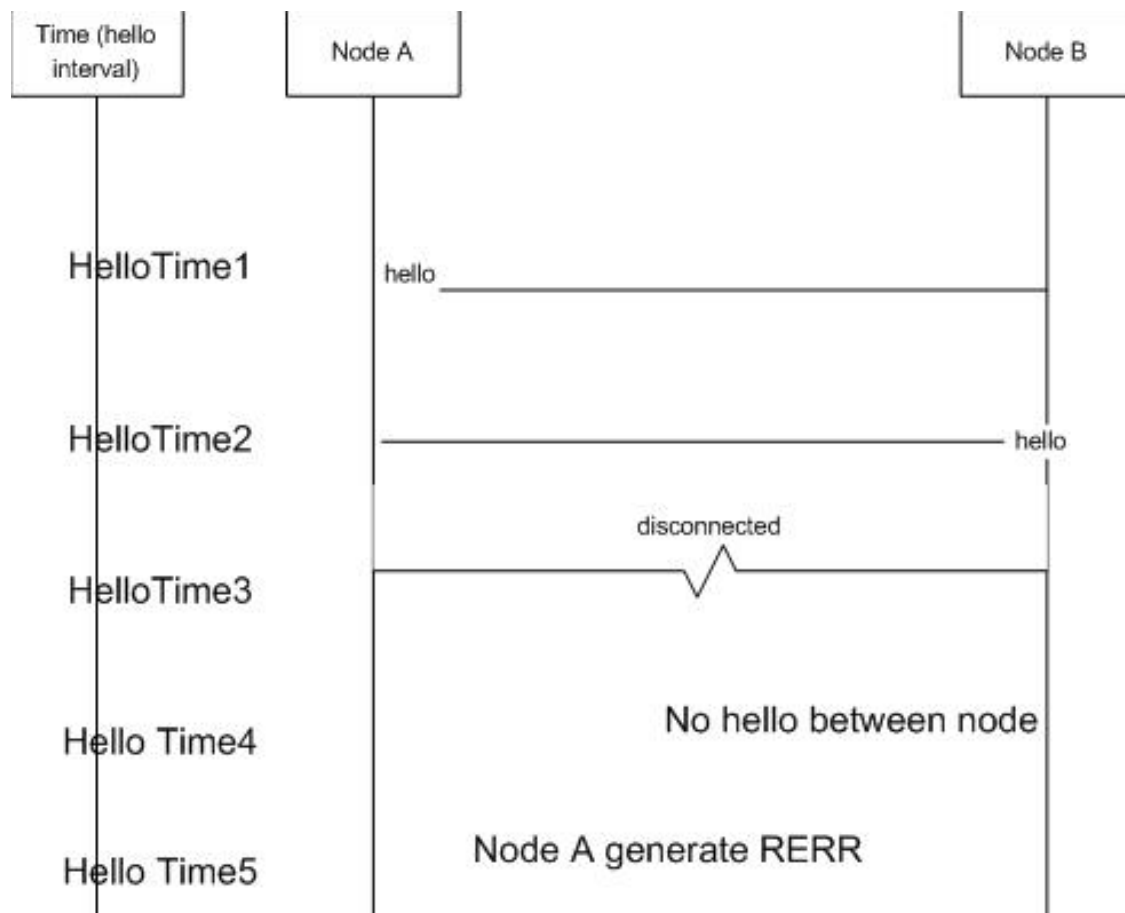 Time (hello
interval)
Node A
Node B
HelloTime1
hello
HelloTime2
hello
disconnected
HelloTime3
No hello between node
Hello Time4
Node A generate RERR
Hello Time5